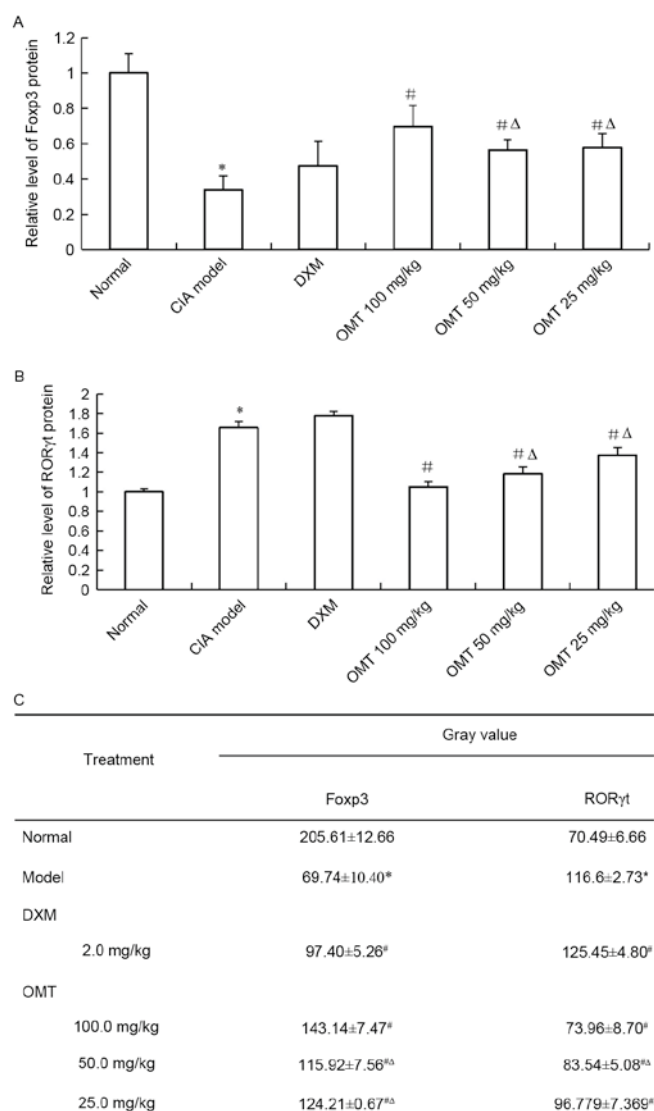 A
Relative level of Foxp3 protein
1.2
1
0.8
0.6
0.4
0.2
0
*
#
# Δ
# Δ
Normal
CIA model
DXM
OMT 100 mg/kg
OMT 50 mg/kg
OMT 25 mg/kg
B
Relative level of RORγt protein
2
1.8
1.6
1.4
1.2
1
0.8
0.6
0.4
0.2
0
*
#
# Δ
# Δ
Normal
CIA model
DXM
OMT 100 mg/kg
OMT 50 mg/kg
OMT 25 mg/kg
C
Treatment Gray value
Foxp3 RORγt
Normal 205.61±12.66 70.49±6.66
Model 69.74±10.40* 116.6±2.73*
DXM
2.0 mg/kg 97.40±5.26# 125.45±4.80#
OMT
100.0 mg/kg 143.14±7.47# 73.96±8.70#
50.0 mg/kg 115.92±7.56#Δ 83.54±5.08#Δ
25.0 mg/kg 124.21±0.67#Δ 96.779±7.369#